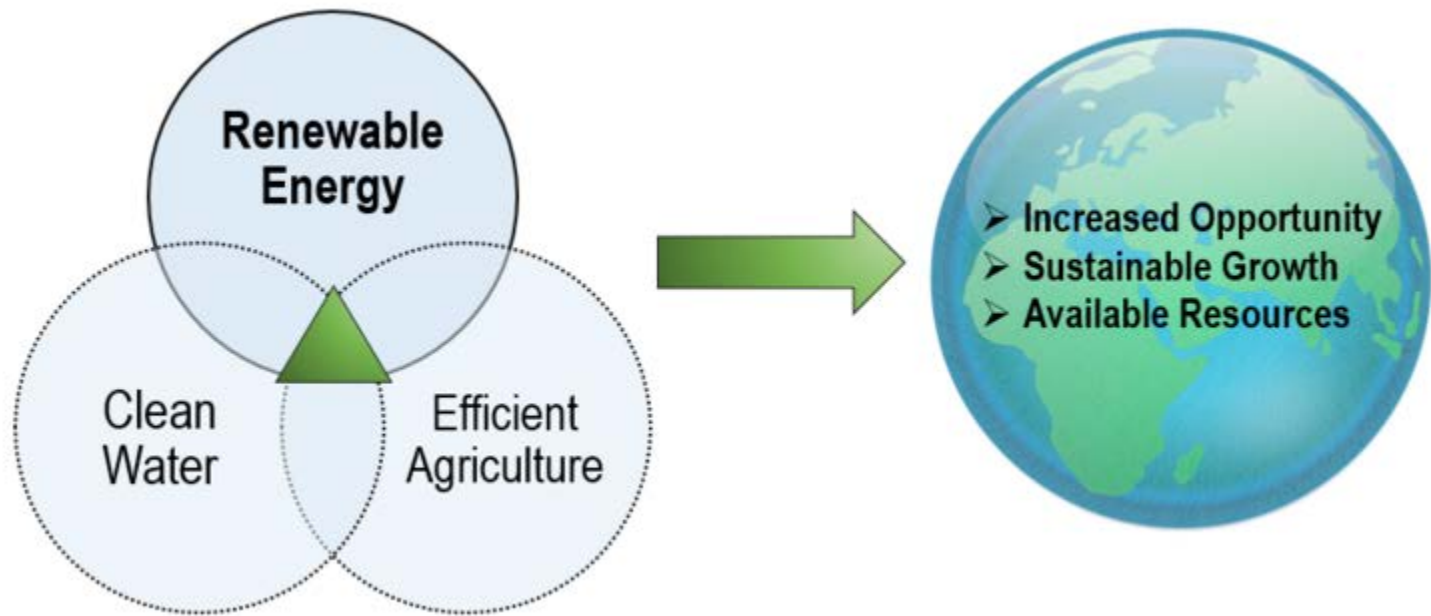 Renewable
Energy
Clean
Water
Efficient
Agriculture
➢ Increased Opportunity
➢ Sustainable Growth
➢ Available Resources